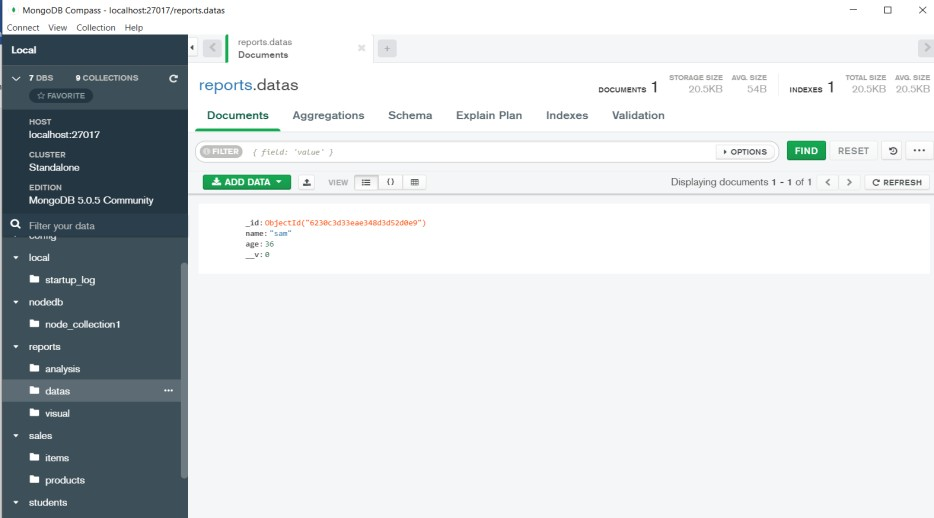 MongoDB Compass - localhost:27017/reports.datas
Connect View Collection Help
Local
reports.datas
Documents
7 DBS 9 COLLECTIONS
FAVORITE
HOST
localhost:27017
CLUSTER
Standalone
EDITION
MongoDB 5.0.5 Community
Filter your data
config
local
startup_log
nodedb
node_collection1
reports
analysis
datas
visual
sales
items
products
students
reports.datas
DOCUMENTS 1
STORAGE SIZE 20.5KB
AVG. SIZE 54B
INDEXES 1
TOTAL SIZE 20.5KB
AVG. SIZE 20.5KB
Documents Aggregations Schema Explain Plan Indexes Validation
FILTER { field: 'value' } OPTIONS FIND RESET ...
ADD DATA VIEW {} Displaying documents 1 - 1 of 1 < > REFRESH
_id: ObjectId("6230c3d33eae348d3d52d0e9")
name: "sam"
age: 36
__v: 0